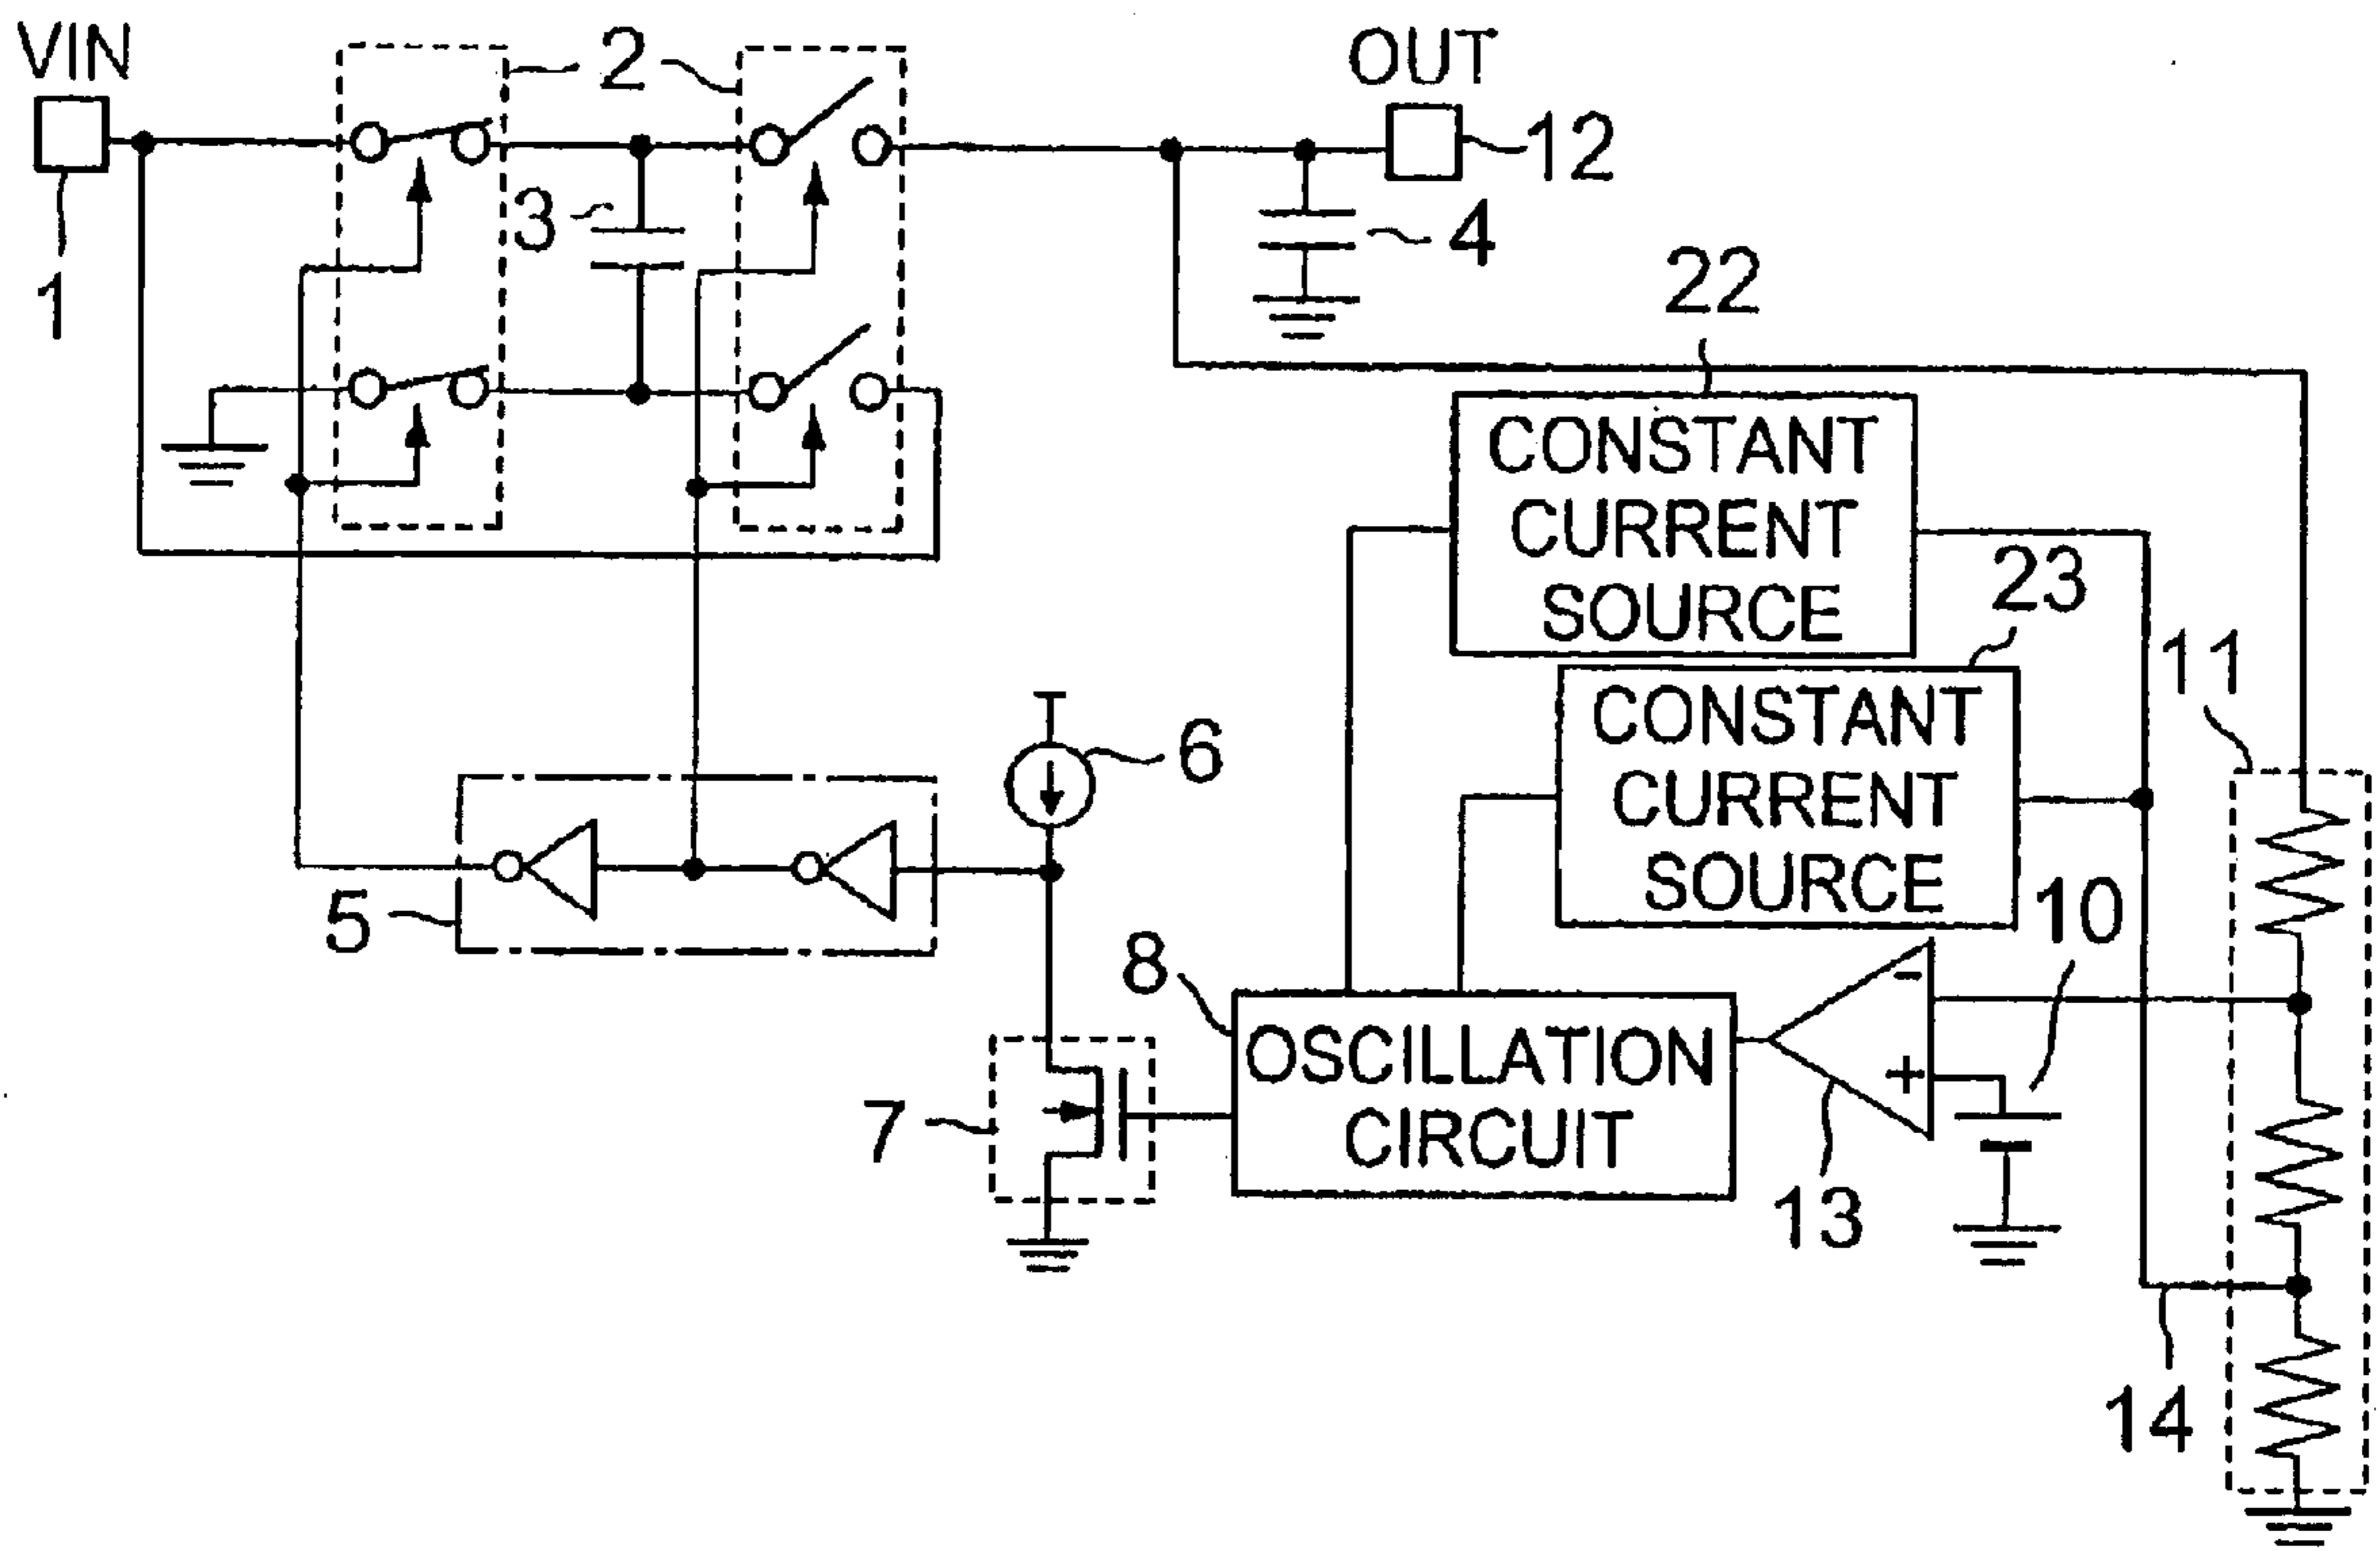 VIN
2
OUT
12
3
4
1
22
CONSTANT
CURRENT
SOURCE
23
11
CONSTANT
CURRENT
SOURCE
6
5
10
8
OSCILLATION
CIRCUIT
-
+
7
13
14